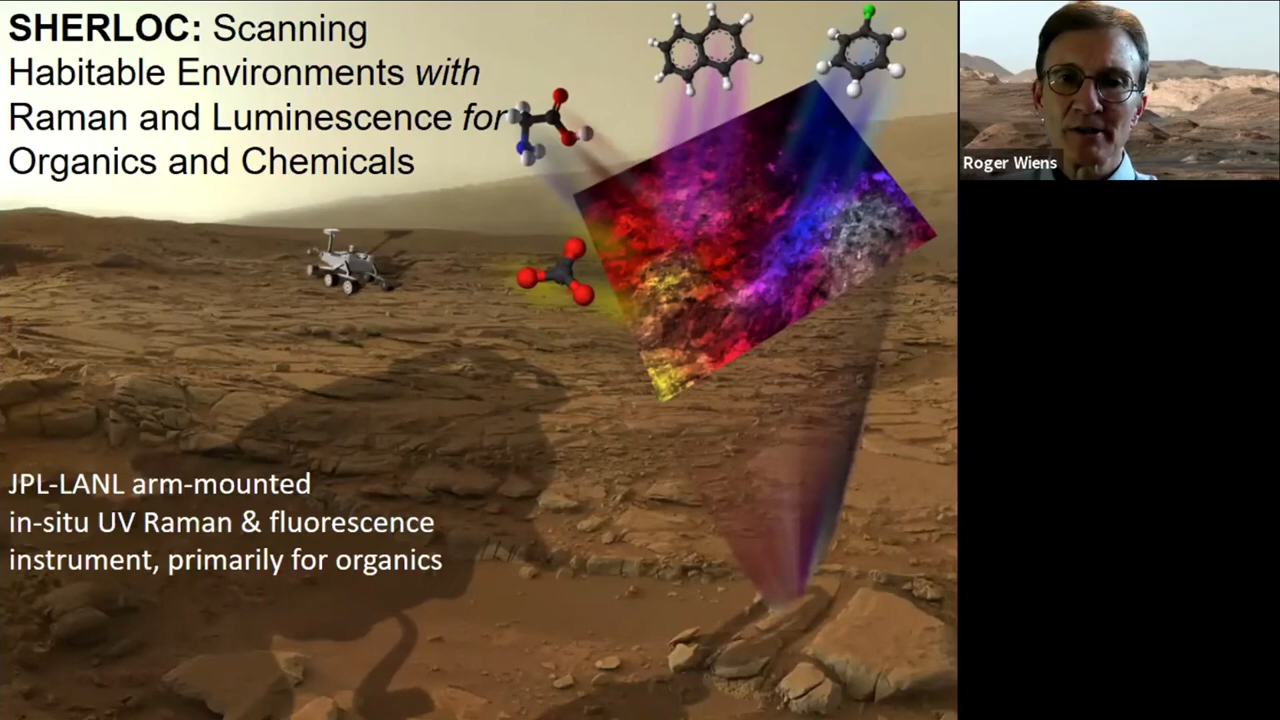 SHERLOC: Scanning
Habitable Environments with
Raman and Luminescence for
Organics and Chemicals
Roger Wiens
JPL-LANL arm-mounted
in-situ UV Raman & fluorescence
instrument, primarily for organics